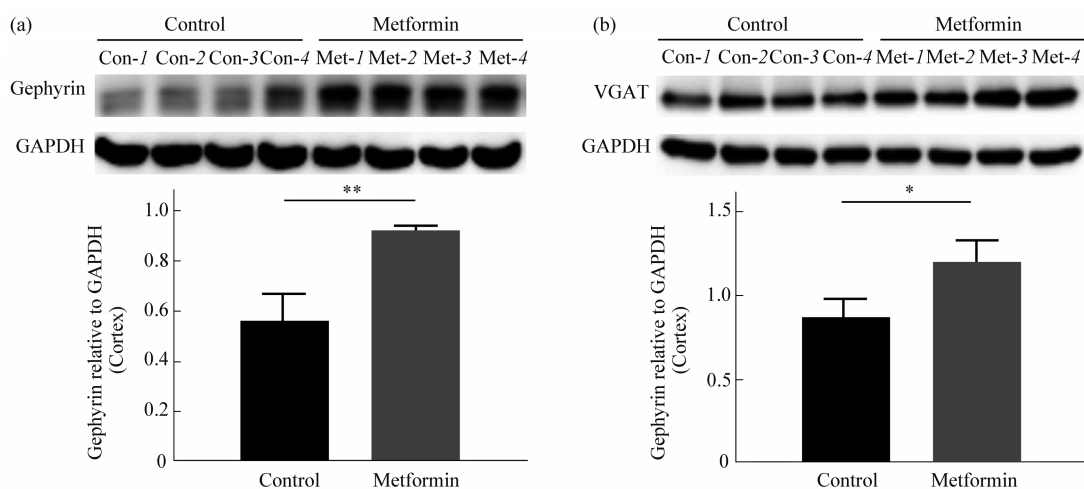 (a)
Control
Metformin
Con-1 Con-2 Con-3 Con-4 Met-1 Met-2 Met-3 Met-4
Gephyrin
GAPDH
**
1.0
0.8
0.6
0.4
0.2
0
Gephyrin relative to GAPDH
(Cortex)
Control
Metformin
(b)
Control
Metformin
Con-1 Con-2 Con-3 Con-4 Met-1 Met-2 Met-3 Met-4
VGAT
GAPDH
*
1.5
1.0
0.5
0
Gephyrin relative to GAPDH
(Cortex)
Control
Metformin